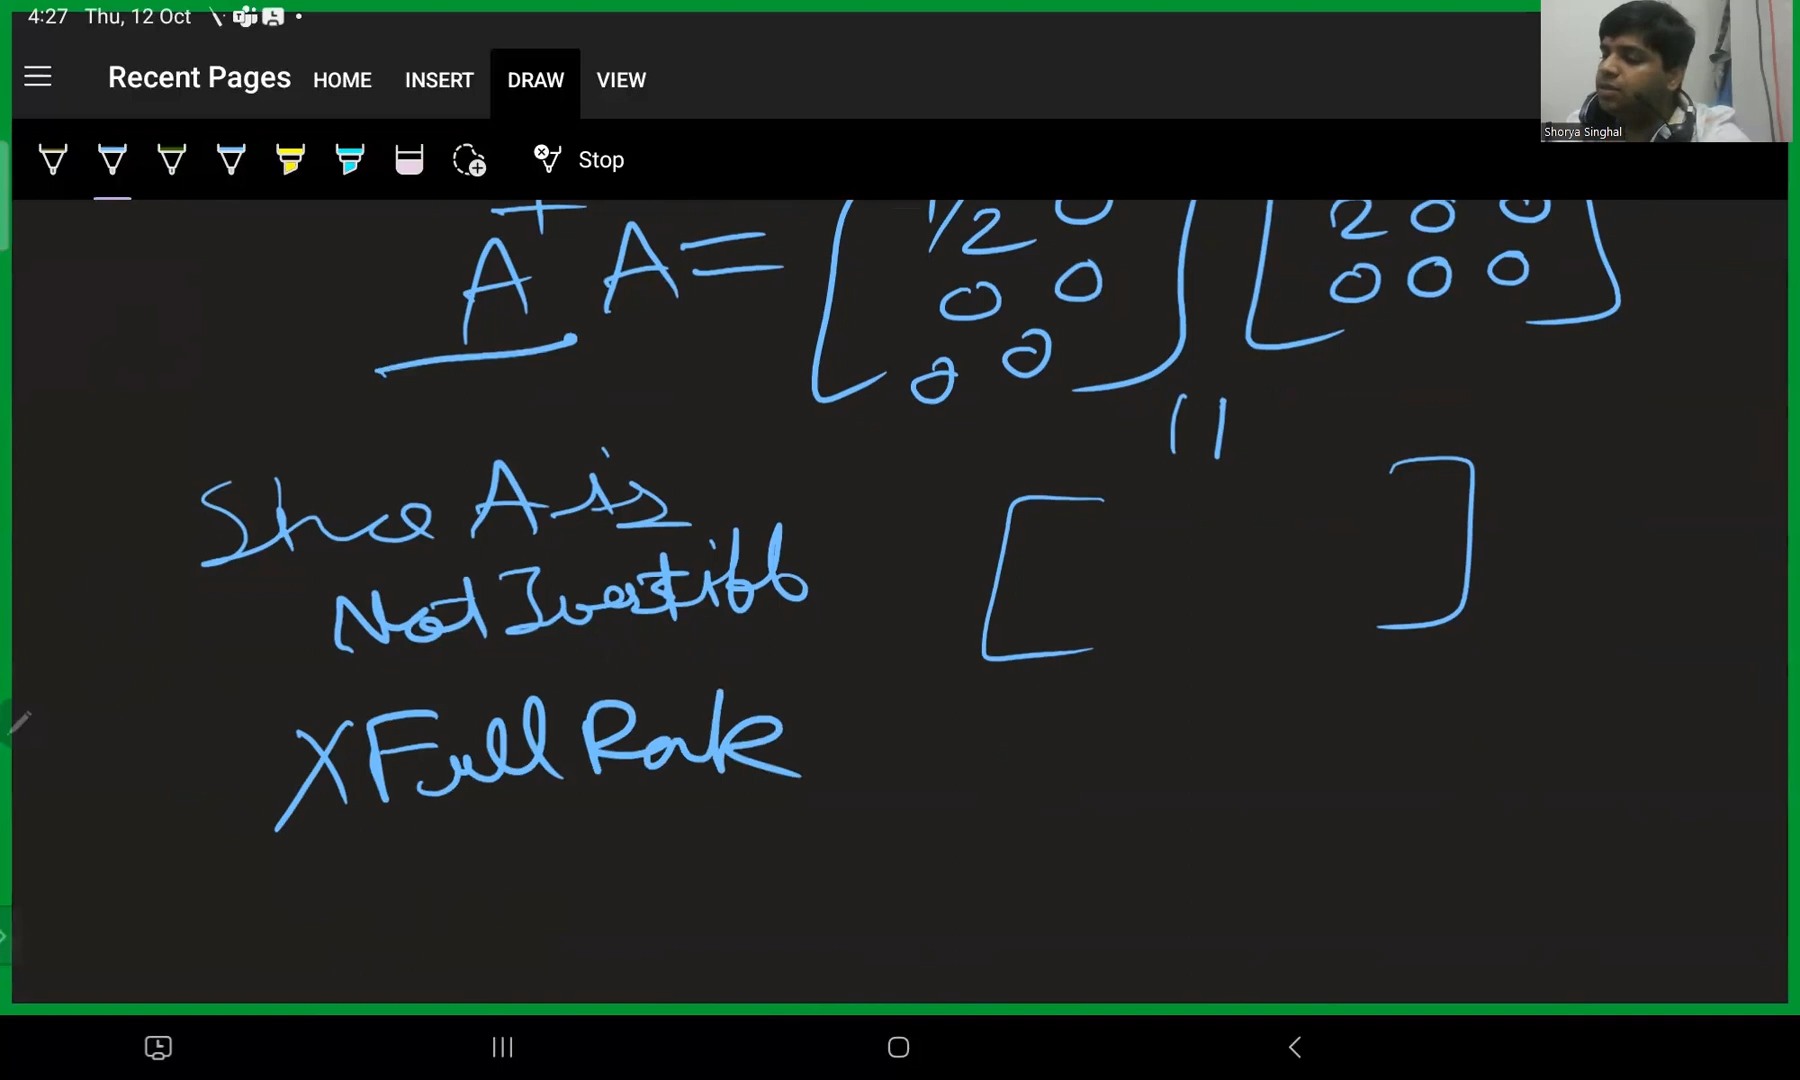 4:27 Thu, 12 Oct
Recent Pages HOME INSERT DRAW VIEW
Shorya Singhal
Stop
A⁺ A = [ 1/2 0 [ 2 0 0
0 0 0 0 0 ]
0 0 ]
||
Since A is
Not Ivertible
[ ]
X Full Rank